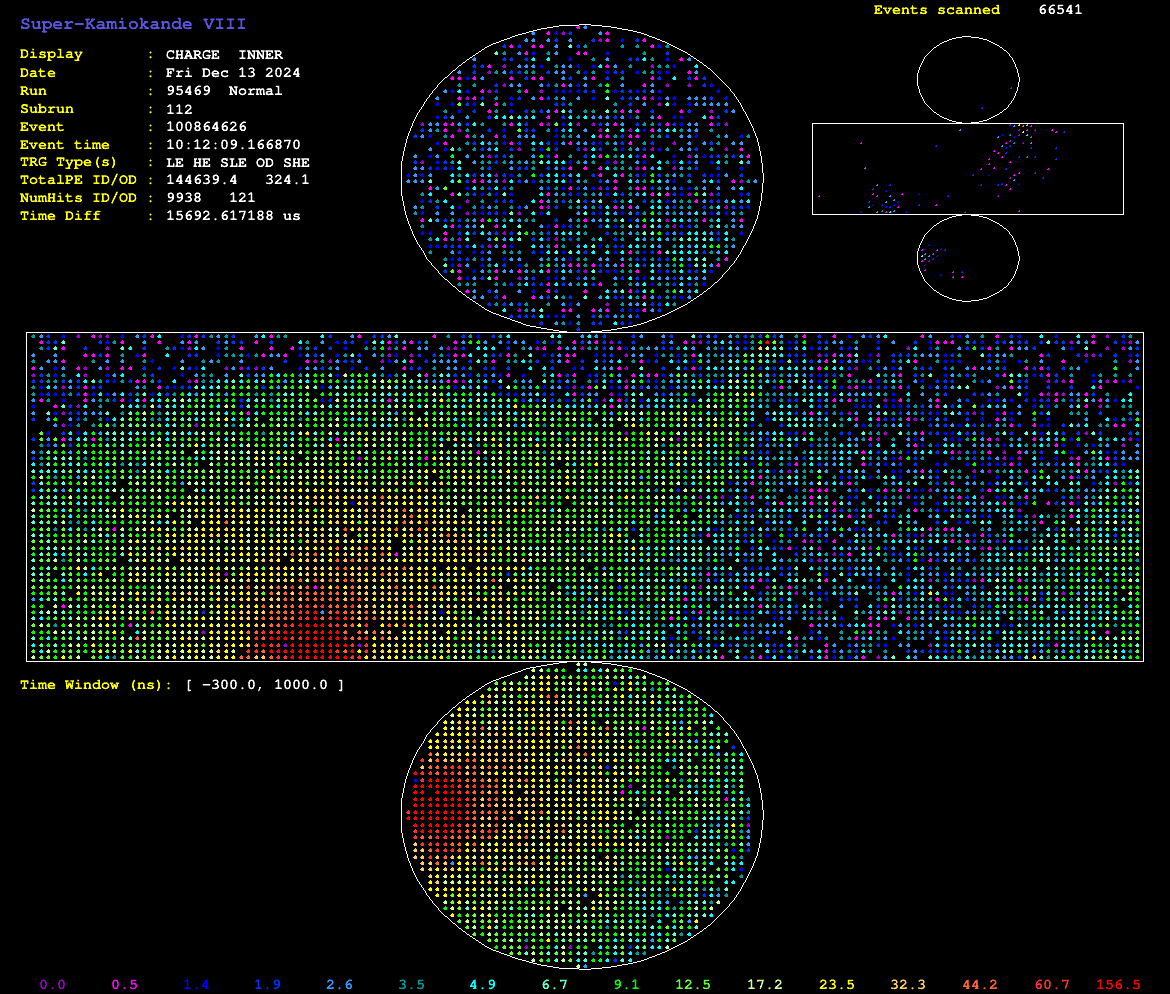 Super-Kamiokande VIII
Events scanned 66541
Display : CHARGE INNER
Date : Fri Dec 13 2024
Run : 95469 Normal
Subrun : 112
Event : 100864626
Event time : 10:12:09.166870
TRG Type(s) : LE HE SLE OD SHE
TotalPE ID/OD : 144639.4 324.1
NumHits ID/OD : 9938 121
Time Diff : 15692.617188 us
Time Window (ns): [ −300.0, 1000.0 ]
0.0 0.5 1.4 1.9 2.6 3.5 4.9 6.7 9.1 12.5 17.2 23.5 32.3 44.2 60.7 156.5